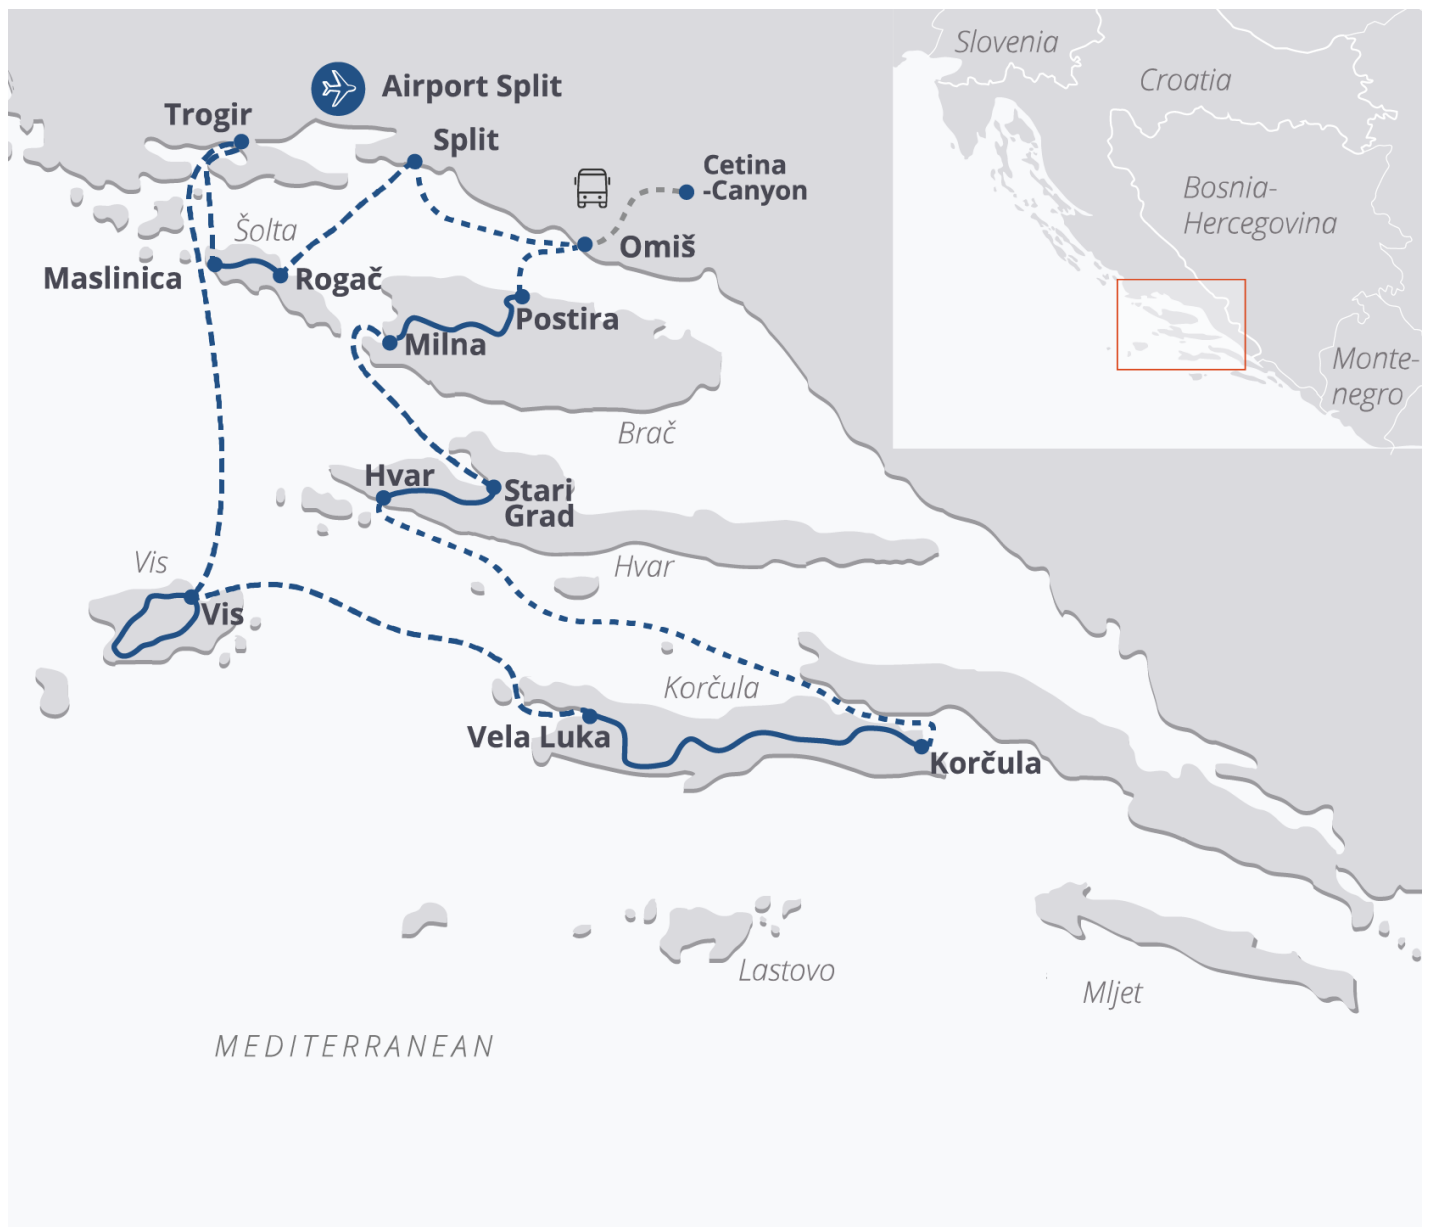 Slovenia
Croatia
Airport Split
Trogir
Split
Cetina
-Canyon
Bosnia-
Hercegovina
Šolta
Omiš
Maslinica
Rogač
Postira
Milna
Monte-
negro
Brač
Hvar
Stari
Grad
Hvar
Vis
Vis
Korčula
Vela Luka
Korčula
Lastovo
Mljet
MEDITERRANEAN